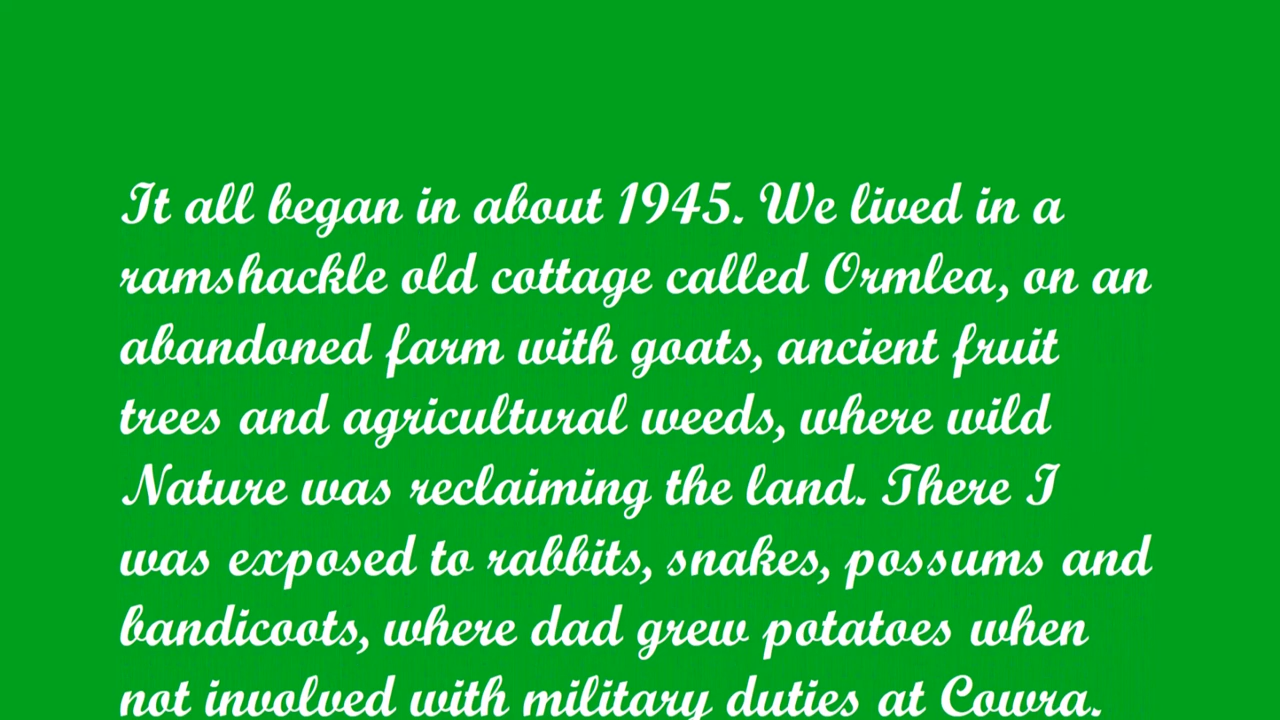 It all began in about 1945. We lived in a
ramshackle old cottage called Ormlea, on an
abandoned farm with goats, ancient fruit
trees and agricultural weeds, where wild
Nature was reclaiming the land. There I
was exposed to rabbits, snakes, possums and
bandicoots, where dad grew potatoes when
not involved with military duties at Cowra.